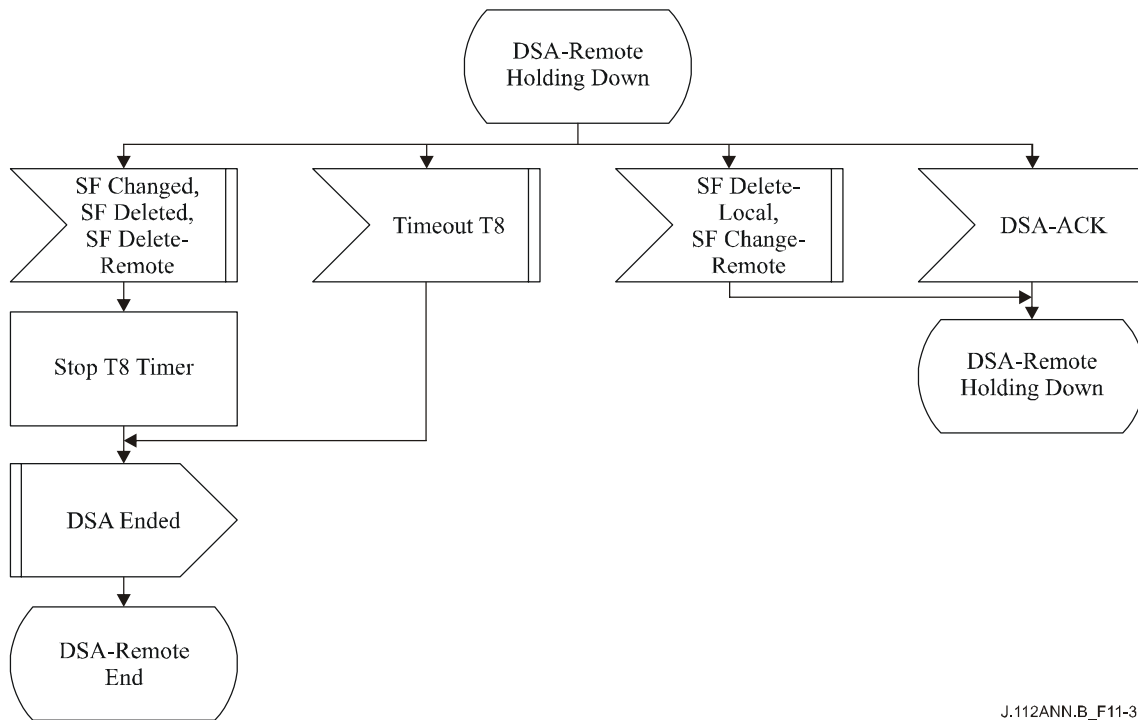 DSA-Remote
Holding Down
SF Changed,
SF Deleted,
SF Delete-
Remote
Timeout T8
SF Delete-
Local,
SF Change-
Remote
DSA-ACK
Stop T8 Timer
DSA-Remote
Holding Down
DSA Ended
DSA-Remote
End
J.112ANN.B_F11-3